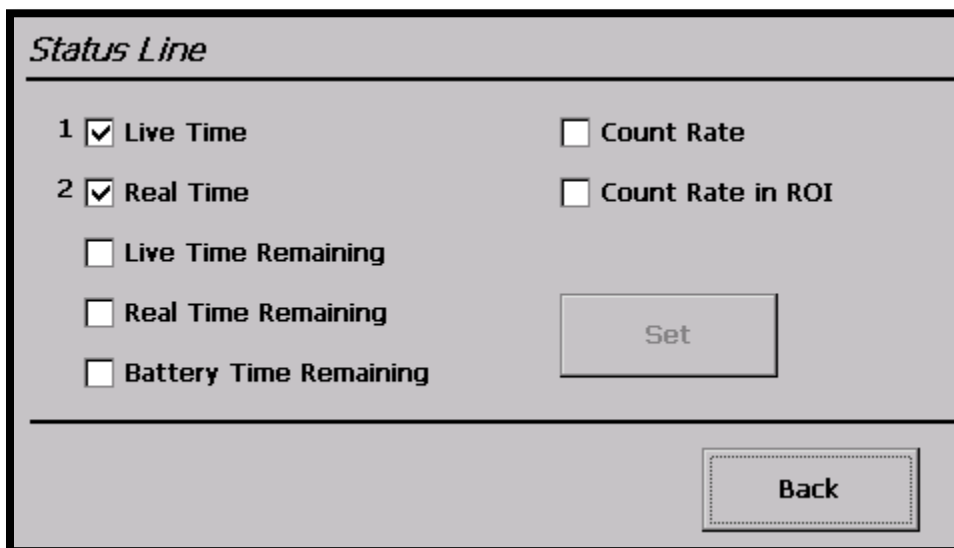 Status Line
1 Live Time
2 Real Time
Live Time Remaining
Real Time Remaining
Battery Time Remaining
Count Rate
Count Rate in ROI
Set
Back